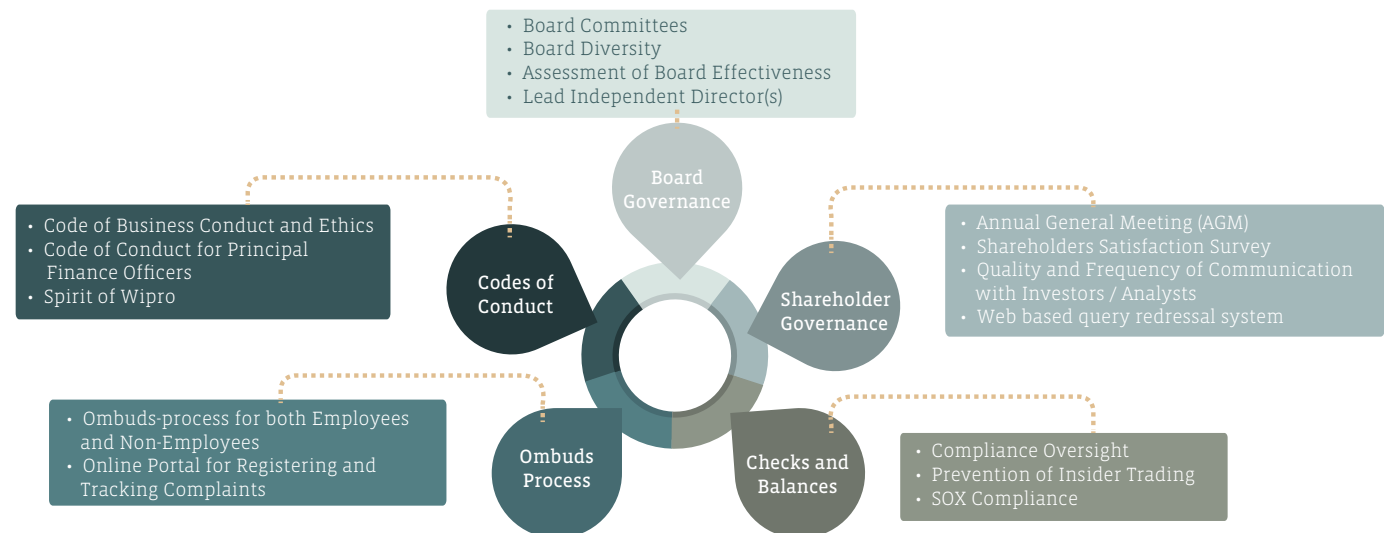 • Board Committees
• Board Diversity
• Assessment of Board Effectiveness
• Lead Independent Director(s)
Board
Governance
• Code of Business Conduct and Ethics
• Code of Conduct for Principal
Finance Officers
• Spirit of Wipro
Codes of
Conduct
Shareholder
Governance
• Annual General Meeting (AGM)
• Shareholders Satisfaction Survey
• Quality and Frequency of Communication
with Investors / Analysts
• Web based query redressal system
• Ombuds-process for both Employees
and Non-Employees
• Online Portal for Registering and
Tracking Complaints
Ombuds
Process
Checks and
Balances
• Compliance Oversight
• Prevention of Insider Trading
• SOX Compliance